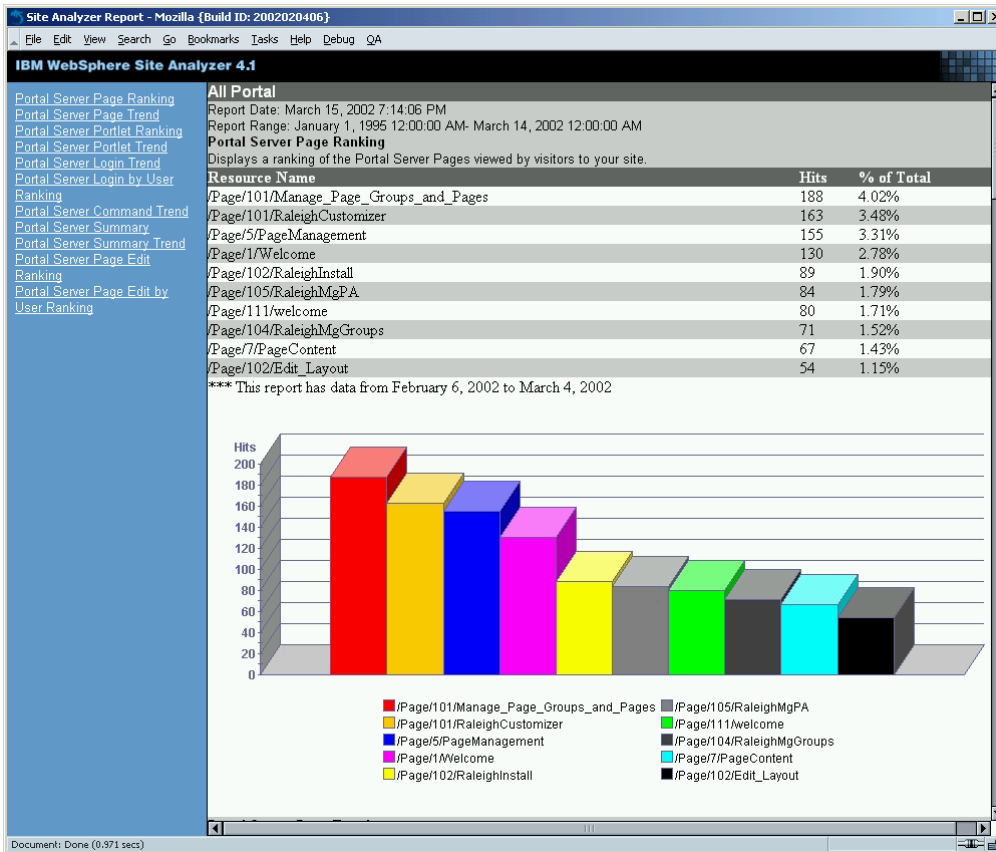 Site Analyzer Report - Mozilla {Build ID: 2002020406}
File Edit View Search Go Bookmarks Tasks Help Debug QA
IBM WebSphere Site Analyzer 4.1
Portal Server Page Ranking
Portal Server Page Trend
Portal Server Portlet Ranking
Portal Server Portlet Trend
Portal Server Login Trend
Portal Server Login by User
Ranking
Portal Server Command Trend
Portal Server Summary
Portal Server Summary Trend
Portal Server Page Edit
Ranking
Portal Server Page Edit by
User Ranking
All Portal
Report Date: March 15, 2002 7:14:06 PM
Report Range: January 1, 1995 12:00:00 AM- March 14, 2002 12:00:00 AM
Portal Server Page Ranking
Displays a ranking of the Portal Server Pages viewed by visitors to your site.
Resource Name Hits % of Total
/Page/101/Manage_Page_Groups_and_Pages 188 4.02%
/Page/101/RaleighCustomizer 163 3.48%
/Page/5/PageManagement 155 3.31%
/Page/1/Welcome 130 2.78%
/Page/102/RaleighInstall 89 1.90%
/Page/105/RaleighMgPA 84 1.79%
/Page/111/welcome 80 1.71%
/Page/104/RaleighMgGroups 71 1.52%
/Page/7/PageContent 67 1.43%
/Page/102/Edit_Layout 54 1.15%
*** This report has data from February 6, 2002 to March 4, 2002
Hits
200
180
160
140
120
100
80
60
40
20
0
/Page/101/Manage_Page_Groups_and_Pages /Page/105/RaleighMgPA
/Page/101/RaleighCustomizer /Page/111/welcome
/Page/5/PageManagement /Page/104/RaleighMgGroups
/Page/1/Welcome /Page/7/PageContent
/Page/102/RaleighInstall /Page/102/Edit_Layout
Document: Done (0.971 secs)